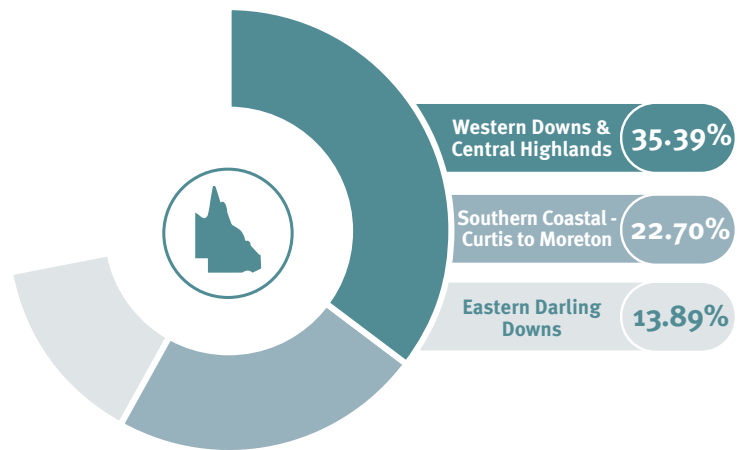 Western Downs &
Central Highlands
35.39%
Southern Coastal -
Curtis to Moreton
22.70%
Eastern Darling
Downs
13.89%